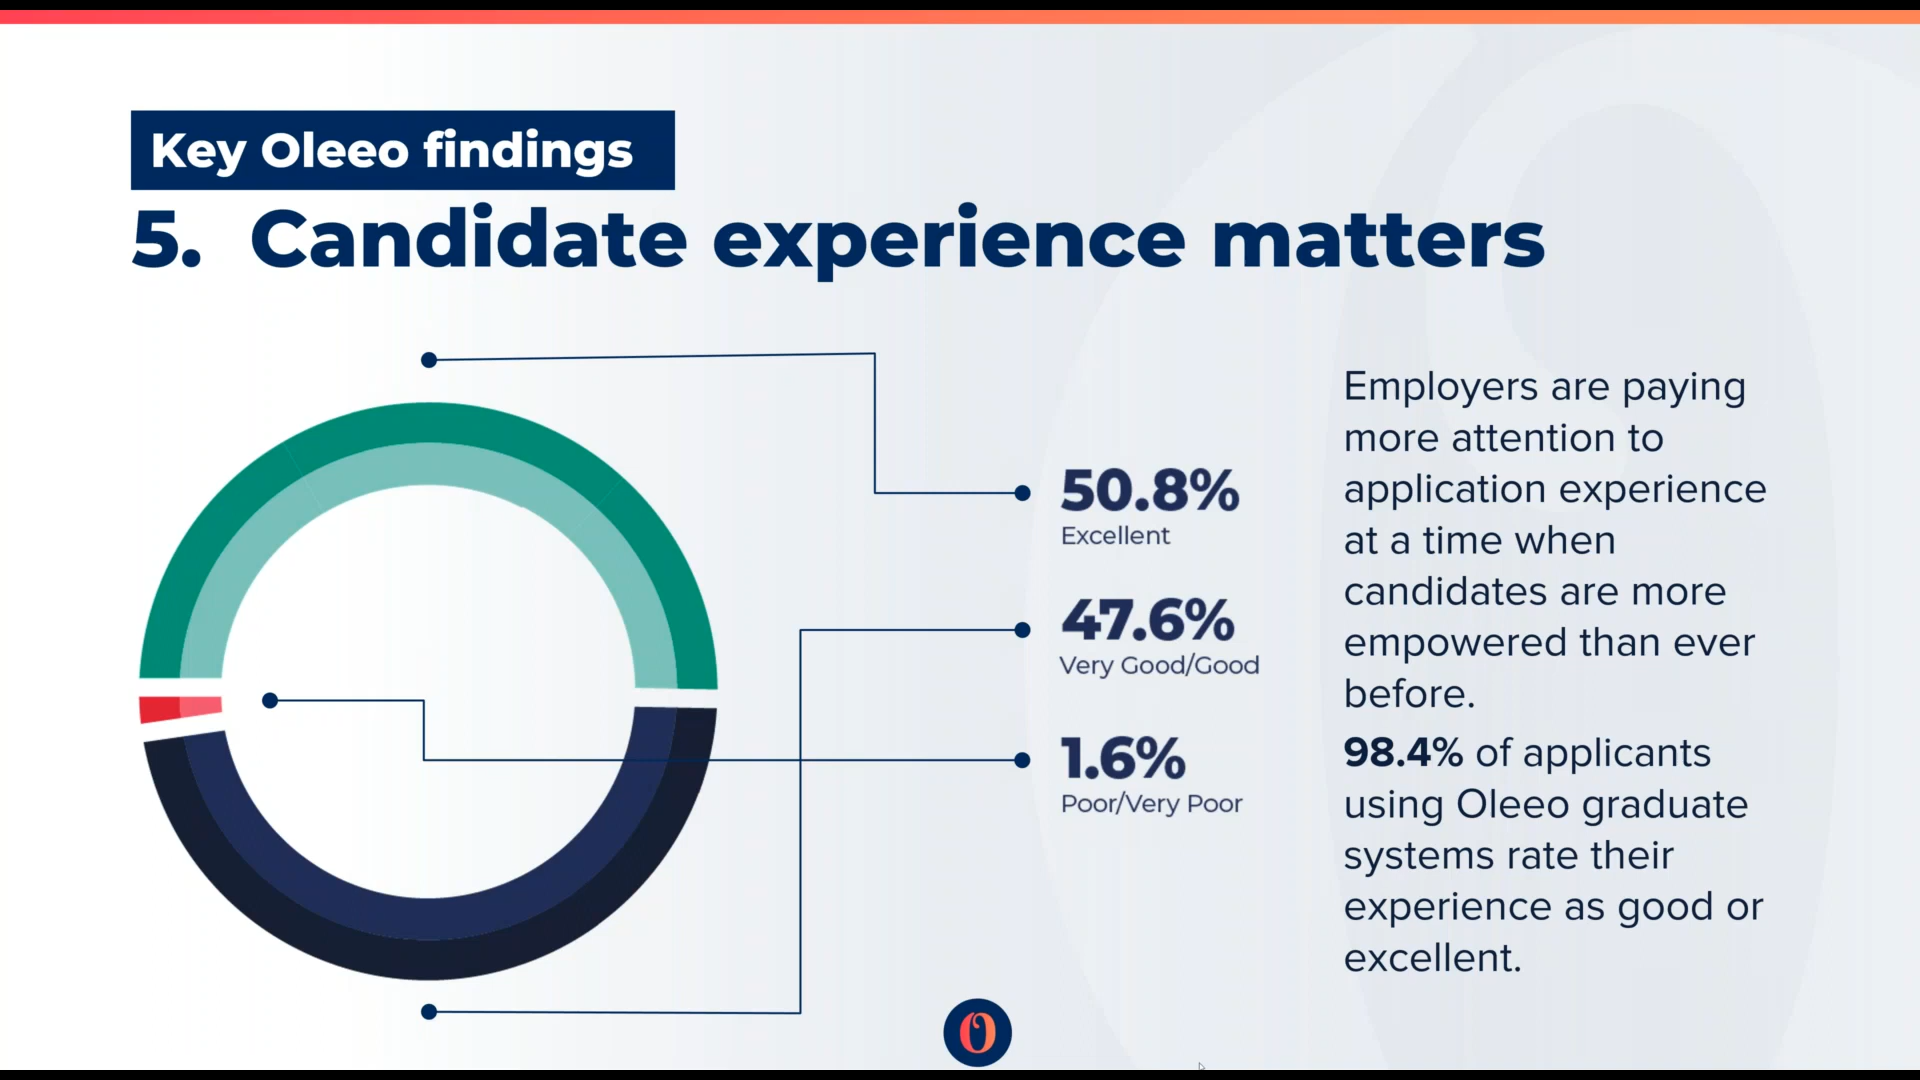 Key Oleeo findings
5. Candidate experience matters
50.8%
Excellent
47.6%
Very Good/Good
1.6%
Poor/Very Poor
Employers are paying
more attention to
application experience
at a time when
candidates are more
empowered than ever
before.
98.4% of applicants
using Oleeo graduate
systems rate their
experience as good or
excellent.